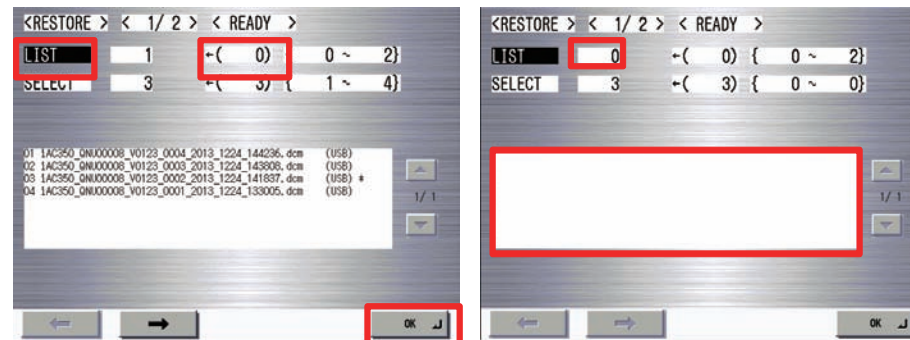 <RESTORE > < 1/ 2 > < READY >
LIST 1 ←( 0) { 0 ~ 2}
SELECT 3 ←( 3) { 1 ~ 4}
01 1AC350_QNU00008_V0123_0004_2013_1224_144236.dcm (USB)
02 1AC350_QNU00008_V0123_0003_2013_1224_143808.dcm (USB)
03 1AC350_QNU00008_V0123_0002_2013_1224_141837.dcm (USB) *
04 1AC350_QNU00008_V0123_0001_2013_1224_133005.dcm (USB)
1/ 1
OK
<RESTORE > < 1/ 2 > < READY >
LIST 0 ←( 0) { 0 ~ 2}
SELECT 3 ←( 3) { 0 ~ 0}
1/ 1
OK